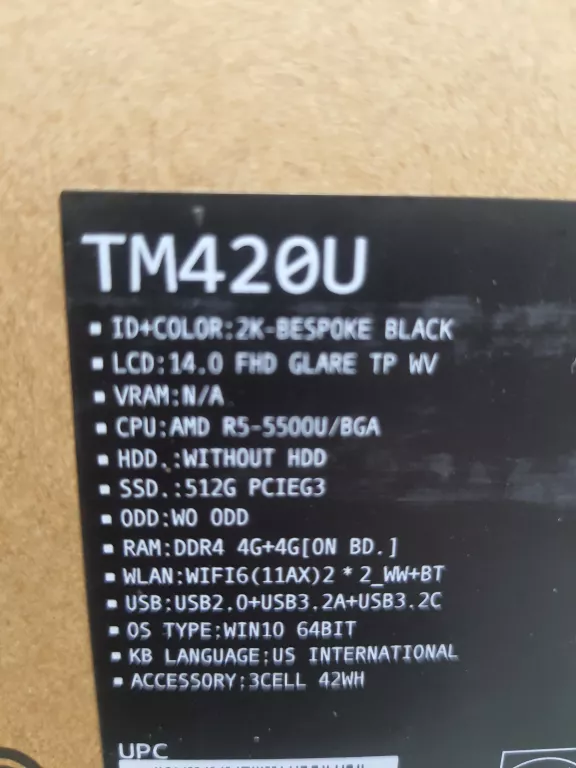 TM420U
▪ ID+COLOR:2K-BESPOKE BLACK
▪ LCD:14.0 FHD GLARE TP WV
▪ VRAM:N/A
▪ CPU:AMD R5-5500U/BGA
▪ HDD.:WITHOUT HDD
▪ SSD.:512G PCIEG3
▪ ODD:WO ODD
▪ RAM:DDR4 4G+4G[ON BD.]
▪ WLAN:WIFI6(11AX)2*2_WW+BT
▪ USB:USB2.0+USB3.2A+USB3.2C
▪ OS TYPE:WIN10 64BIT
▪ KB LANGUAGE:US INTERNATIONAL
▪ ACCESSORY:3CELL 42WH
UPC